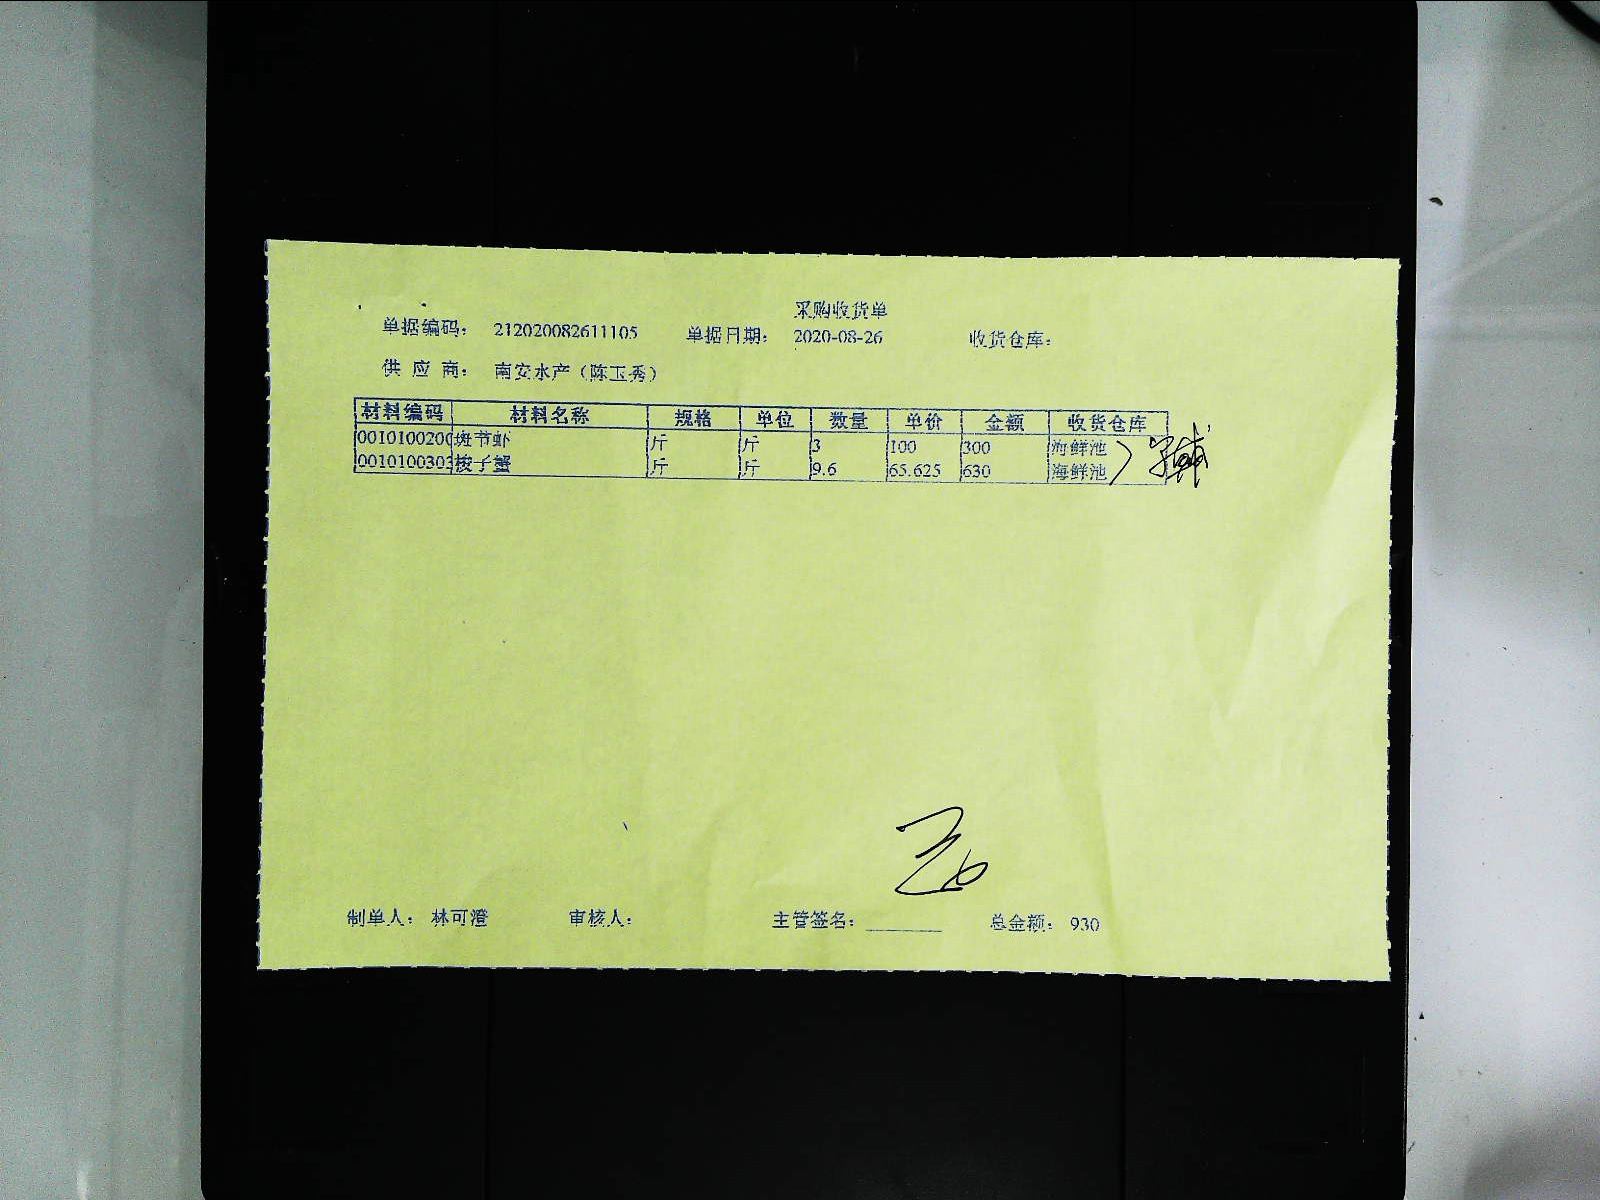 采购收货单
单据编码： 212020082611105 单据日期： 2020-08-26 收货仓库：
供 应 商： 南安水产（陈玉秀）
材料编码 材料名称 规格 单位 数量 单价 金额 收货仓库
0010100200 斑节虾 斤 斤 3 100 300 海鲜池
0010100303 梭子蟹 斤 斤 9.6 65.625 630 海鲜池
制单人： 林可澄 审核人： 主管签名： 总金额： 930